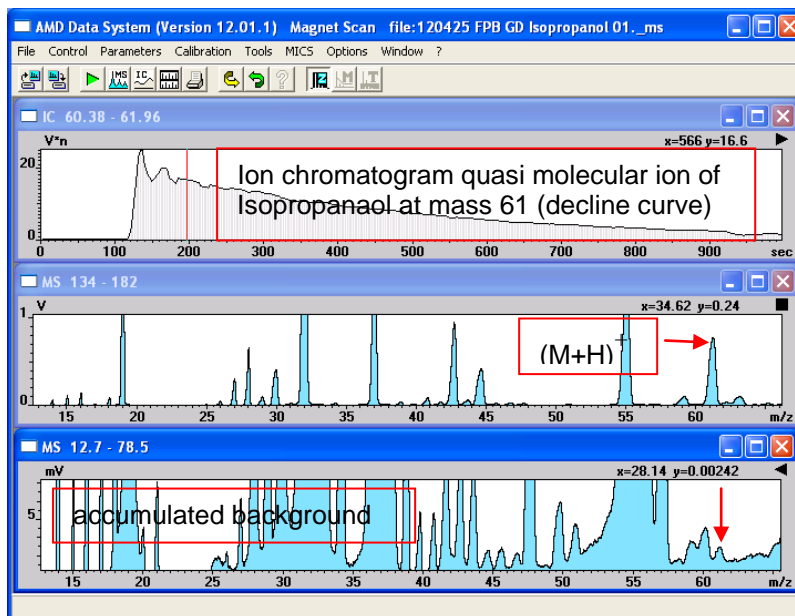 AMD Data System (Version 12.01.1) Magnet Scan file:120425 FPB GD Isopropanol 01._ms
File Control Parameters Calibration Tools MICS Options Window ?
MS IC
M T
IC 60.38 - 61.96
V*n
x=566 y=16.6
20
0
Ion chromatogram quasi molecular ion of
Isopropanaol at mass 61 (decline curve)
0 100 200 300 400 500 600 700 800 900 sec
MS 134 - 182
V
x=34.62 y=0.24
1
0
(M+H)
15 20 25 30 35 40 45 50 55 60 m/z
MS 12.7 - 78.5
mV
x=28.14 y=0.00242
5
accumulated background
15 20 25 30 35 40 45 50 55 60 m/z